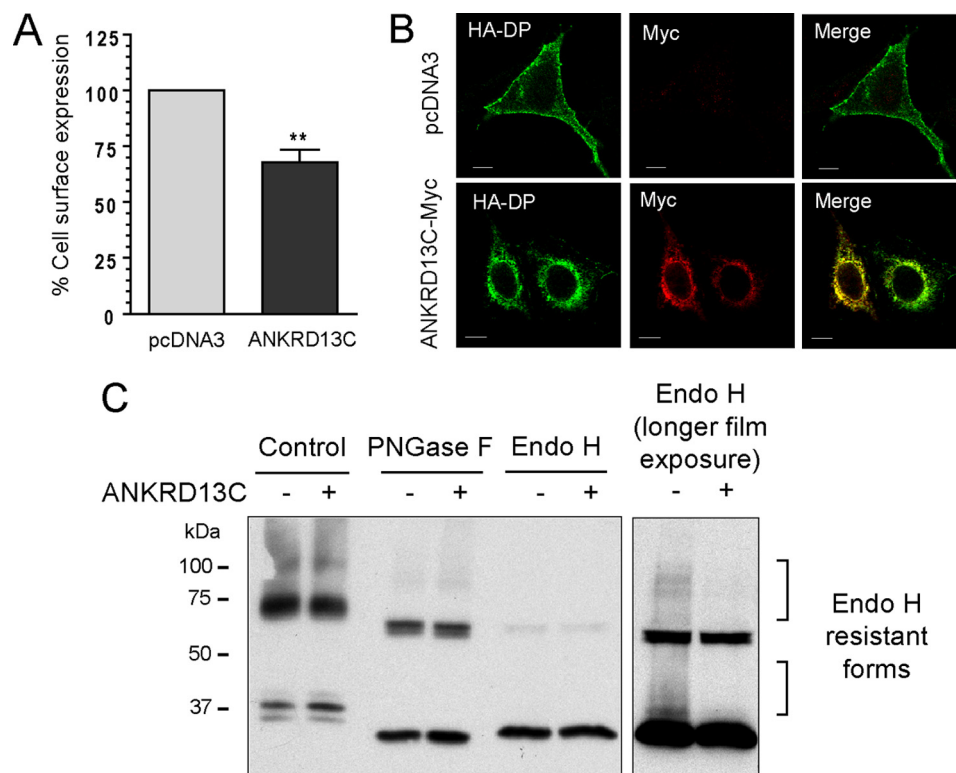 A
125
100
75
50
25
0
% Cell surface expression
**
pcDNA3
ANKRD13C
B
pcDNA3
HA-DP
Myc
Merge
ANKRD13C-Myc
HA-DP
Myc
Merge
C
Control
PNGase F
Endo H
Endo H
(longer film
exposure)
ANKRD13C
- + - + - + - +
kDa
100
75
50
37
Endo H
resistant
forms